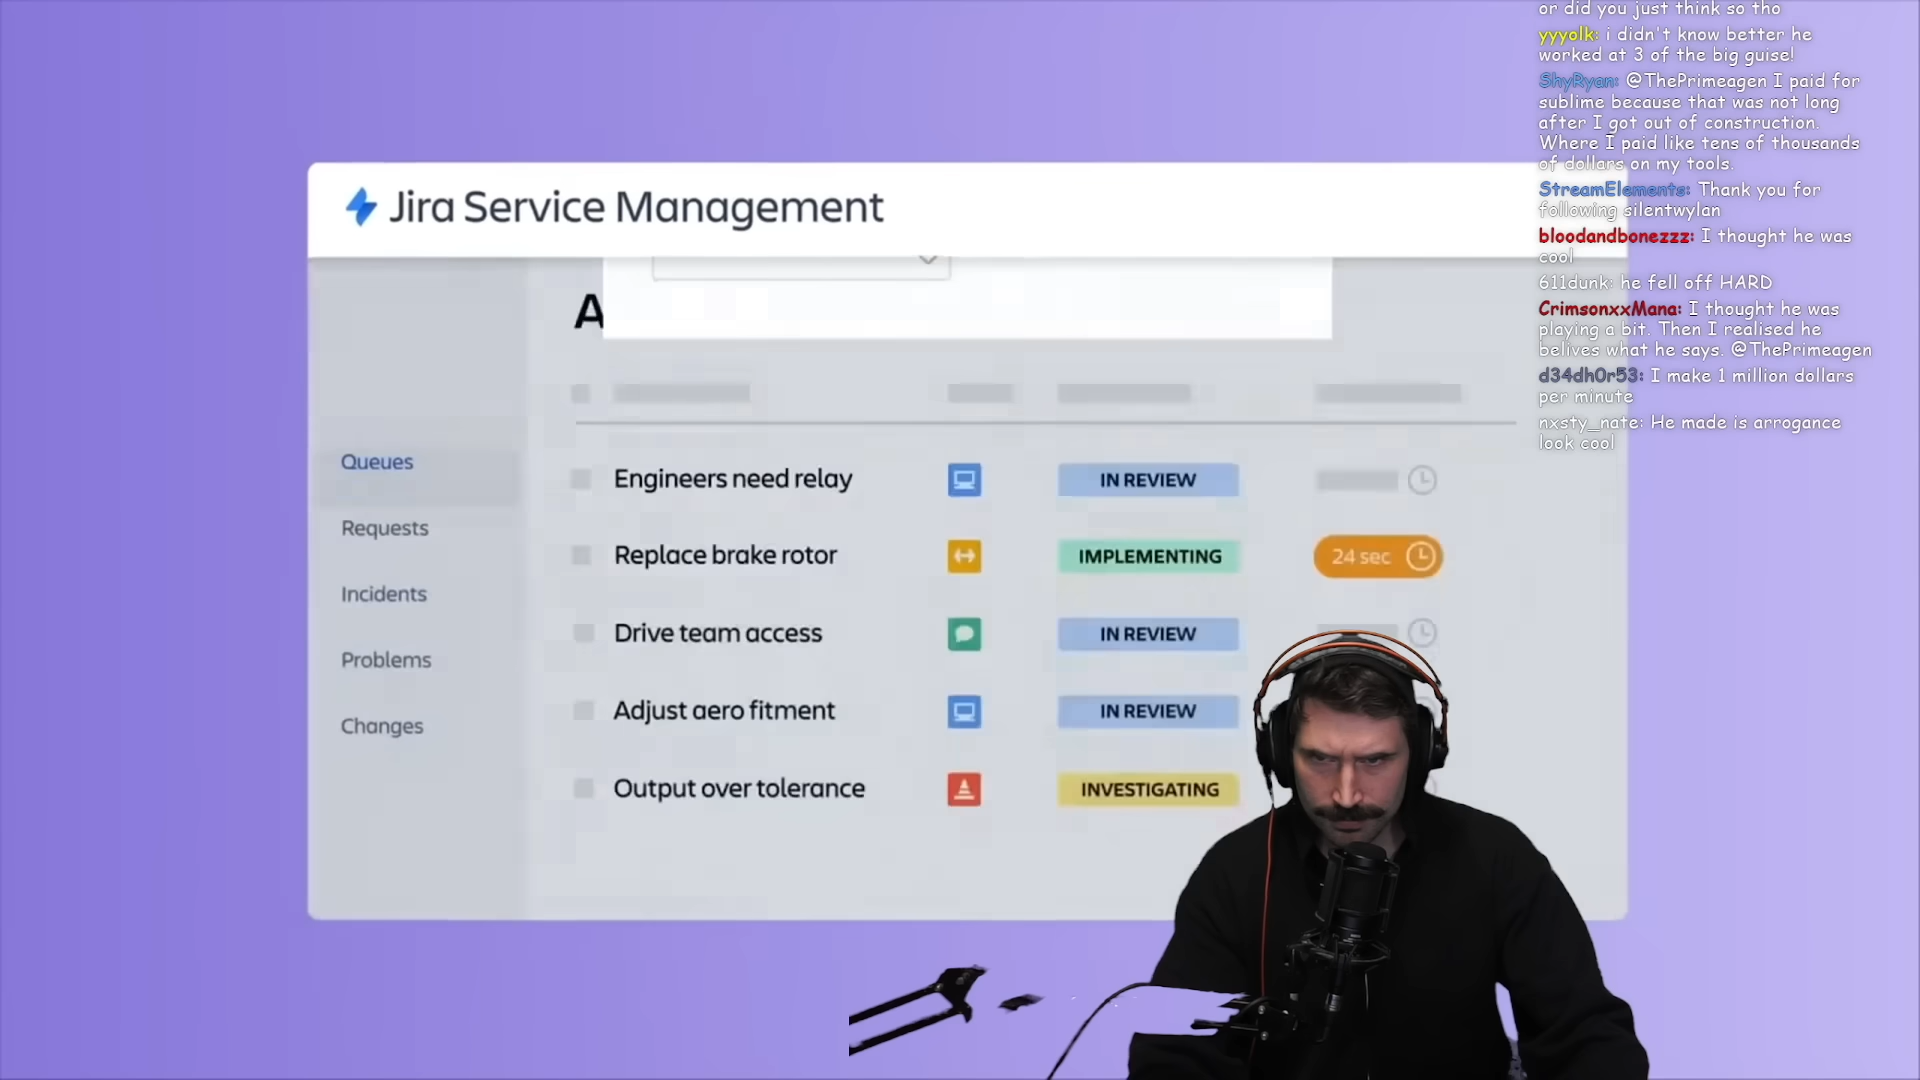 Jira Service Management
A
Queues
Requests
Incidents
Problems
Changes
Engineers need relay
IN REVIEW
Replace brake rotor
IMPLEMENTING
24 sec
Drive team access
IN REVIEW
Adjust aero fitment
IN REVIEW
Output over tolerance
INVESTIGATING
or did you just think so tho
yyyolk: i didn't know better he
worked at 3 of the big guise!
ShyRyan: @ThePrimeagen I paid for
sublime because that was not long
after I got out of construction.
Where I paid like tens of thousands
of dollars on my tools.
StreamElements: Thank you for
following silentwylan
bloodandbonezzz: I thought he was
cool
611dunk: he fell off HARD
CrimsonxxMana: I thought he was
playing a bit. Then I realised he
belives what he says. @ThePrimeagen
d34dh0r53: I make 1 million dollars
per minute
nxsty_nate: He made is arrogance
look cool